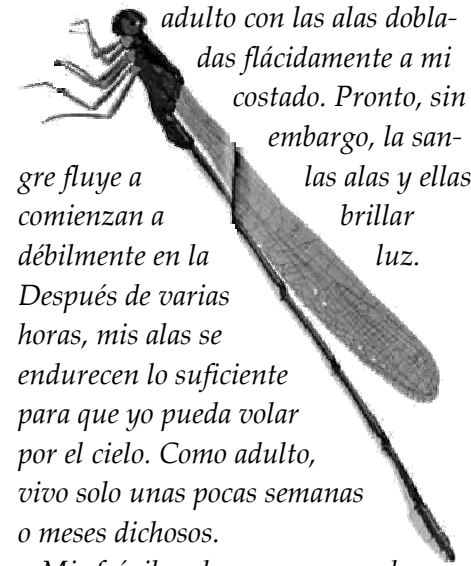 adulto con las alas dobla-
das flácidamente a mi
costado. Pronto, sin
embargo, la san-
gre fluye a las alas y ellas
comienzan a brillar
débilmente en la luz.
Después de varias
horas, mis alas se
endurecen lo suficiente
para que yo pueda volar
por el cielo. Como adulto,
vivo solo unas pocas semanas
o meses dichosos.